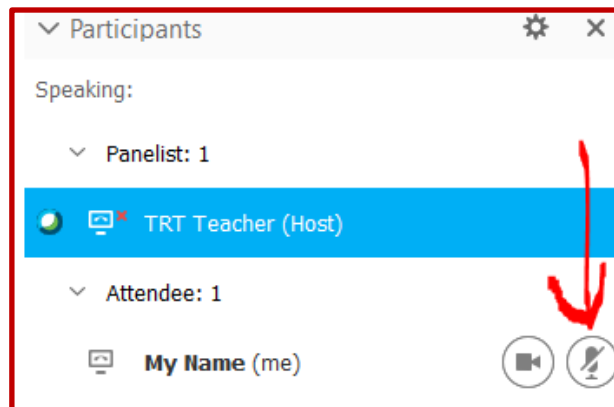 Participants
Speaking:
Panelist: 1
TRT Teacher (Host)
Attendee: 1
My Name (me)